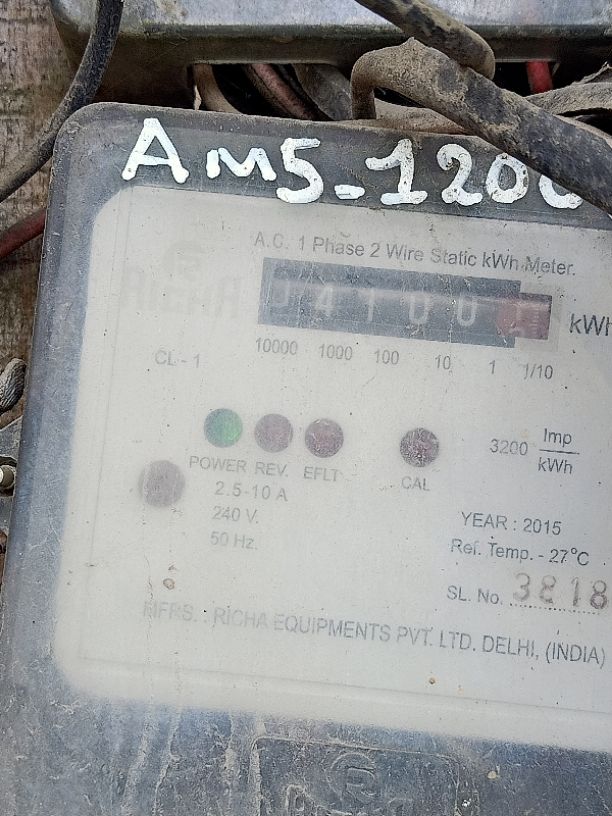 Am5-120
A.C. 1 Phase 2 Wire Static kWh Meter.
RICHA
04100 kWh
10000 1000 100 10 1 1/10
CL-1
POWER REV. EFLT CAL
3200 Imp/kWh
2.5-10 A
240 V.
50 Hz.
YEAR : 2015
Ref. Temp. - 27°C
SL. No. 3818
MFRS. : RICHA EQUIPMENTS PVT. LTD. DELHI, (INDIA)